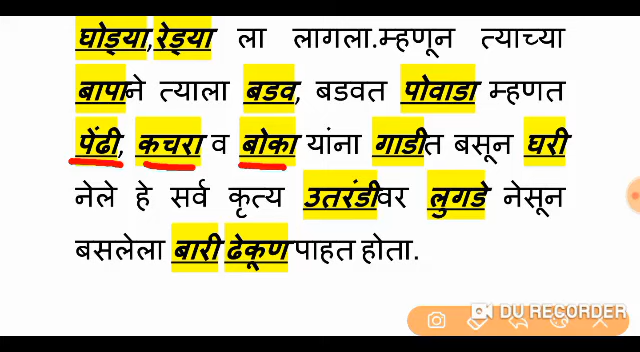 घोड्या,रेड्या ला लागला.म्हणून त्याच्या
बापाने त्याला बडव, बडवत पोवाडा म्हणत
पेंढी, कचरा व बोका यांना गाडीत बसून घरी
नेले हे सर्व कृत्य उतरंडीवर लुगडे नेसून
बसलेला बारी ढेकूण पाहत होता.
DU RECORDER